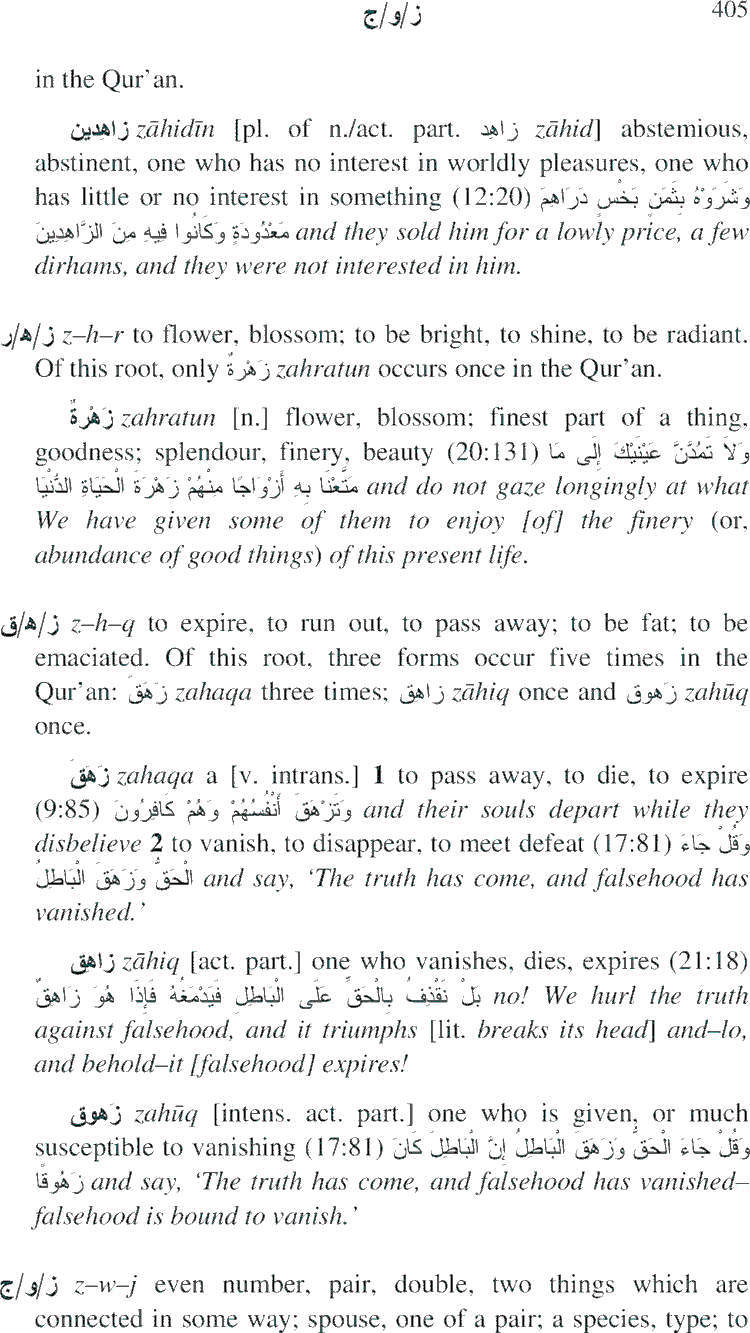 ز/و/ج 405
in the Qur’an.
زاهِدين zāhidīn [pl. of n./act. part. زاهِد zāhid] abstemious,
abstinent, one who has no interest in worldly pleasures, one who
has little or no interest in something (12:20) وَشَرَوْهُ بِثَمَنٍ بَخْسٍ دَرَاهِمَ
مَعْدُودَةٍ وَكَانُوا فِيهِ مِنَ الزَّاهِدِينَ and they sold him for a lowly price, a few
dirhams, and they were not interested in him.
ز/ﻫ/ر z–h–r to flower, blossom; to be bright, to shine, to be radiant.
Of this root, only زَهْرةٌ zahratun occurs once in the Qur’an.
زَهْرةٌ zahratun [n.] flower, blossom; finest part of a thing,
goodness; splendour, finery, beauty (20:131) وَلاَ تَمُدَّنَّ عَيْنَيْكَ إِلَى مَا
مَتَّعْنَا بِهِ أَزْوَاجًا مِنْهُمْ زَهْرَةَ الْحَيَاةِ الدُّنْيَا and do not gaze longingly at what
We have given some of them to enjoy [of] the finery (or,
abundance of good things) of this present life.
ز/ﻫ/ق z–h–q to expire, to run out, to pass away; to be fat; to be
emaciated. Of this root, three forms occur five times in the
Qur’an: زَهَقَ zahaqa three times; زاهِق zāhiq once and زَهوق zahūq
once.
زَهَقَ zahaqa a [v. intrans.] 1 to pass away, to die, to expire
(9:85) وَتَزْهَقَ أَنْفُسُهُمْ وَهُمْ كَافِرُونَ and their souls depart while they
disbelieve 2 to vanish, to disappear, to meet defeat (17:81) وَقُلْ جَاءَ
الْحَقُّ وَزَهَقَ الْبَاطِلُ and say, ‘The truth has come, and falsehood has
vanished.’
زاهِق zāhiq [act. part.] one who vanishes, dies, expires (21:18)
بَلْ نَقْذِفُ بِالْحَقِّ عَلَى الْبَاطِلِ فَيَدْمَغُهُ فَإِذَا هُوَ زَاهِقٌ no! We hurl the truth
against falsehood, and it triumphs [lit. breaks its head] and–lo,
and behold–it [falsehood] expires!
زَهوق zahūq [intens. act. part.] one who is given, or much
susceptible to vanishing (17:81) وَقُلْ جَاءَ الْحَقُّ وَزَهَقَ الْبَاطِلُ إِنَّ الْبَاطِلَ كَانَ
زَهُوقًا and say, ‘The truth has come, and falsehood has vanished–
falsehood is bound to vanish.’
ز/و/ج z–w–j even number, pair, double, two things which are
connected in some way; spouse, one of a pair; a species, type; to